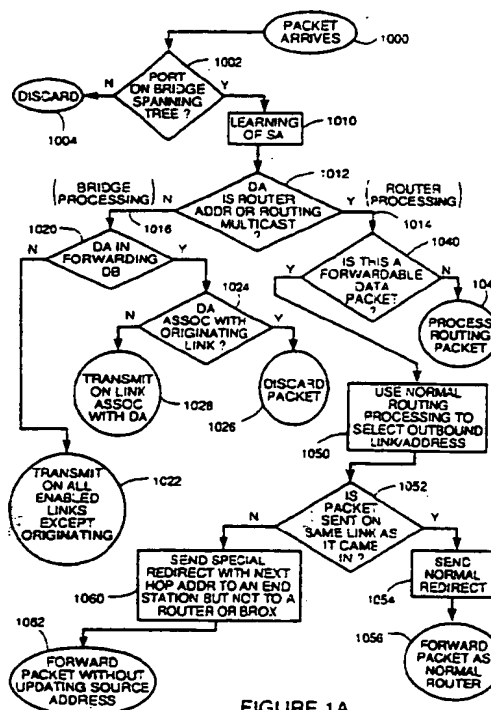 PACKET
ARRIVES
1000
1002
PORT
ON BRIDGE
SPANNING
TREE ?
N
Y
DISCARD
1004
LEARNING
OF SA
1010
1012
DA
IS ROUTER
ADDR OR ROUTING
MULTICAST
?
N
Y
(BRIDGE
PROCESSING)
1016
(ROUTER
PROCESSING)
1014
1020
DA IN
FORWARDING
DB
N
Y
1040
IS THIS A
FORWARDABLE
DATA
PACKET
?
Y
N
PROCESS
ROUTING
PACKET
1024
DA
ASSOC WITH
ORIGINATING
LINK ?
N
Y
TRANSMIT
ON LINK
ASSOC
WITH DA
1028
DISCARD
PACKET
1026
USE NORMAL
ROUTING
PROCESSING TO
SELECT OUTBOUND
LINK/ADDRESS
1050
TRANSMIT
ON ALL
ENABLED
LINKS
EXCEPT
ORIGINATING
1022
1052
IS
PACKET
SENT ON
SAME LINK AS
IT CAME
IN ?
N
Y
SEND SPECIAL
REDIRECT WITH NEXT
HOP ADDR TO AN END
STATION BUT NOT TO A
ROUTER OR BROX
1060
SEND
NORMAL
REDIRECT
1054
1062
FORWARD
PACKET WITHOUT
UPDATING SOURCE
ADDRESS
1056
FORWARD
PACKET AS
NORMAL
ROUTER
FIGURE 1A